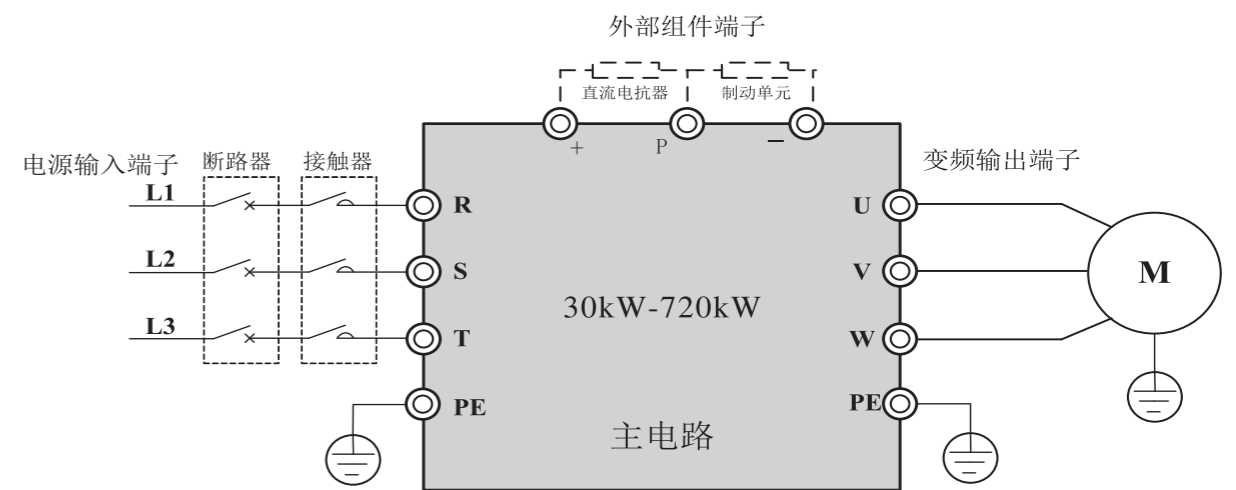 外部组件端子
直流电抗器 制动单元
+ P −
电源输入端子 断路器 接触器 变频输出端子
L1 R U
L2 S V M
30kW-720kW
L3 T W
PE PE
主电路